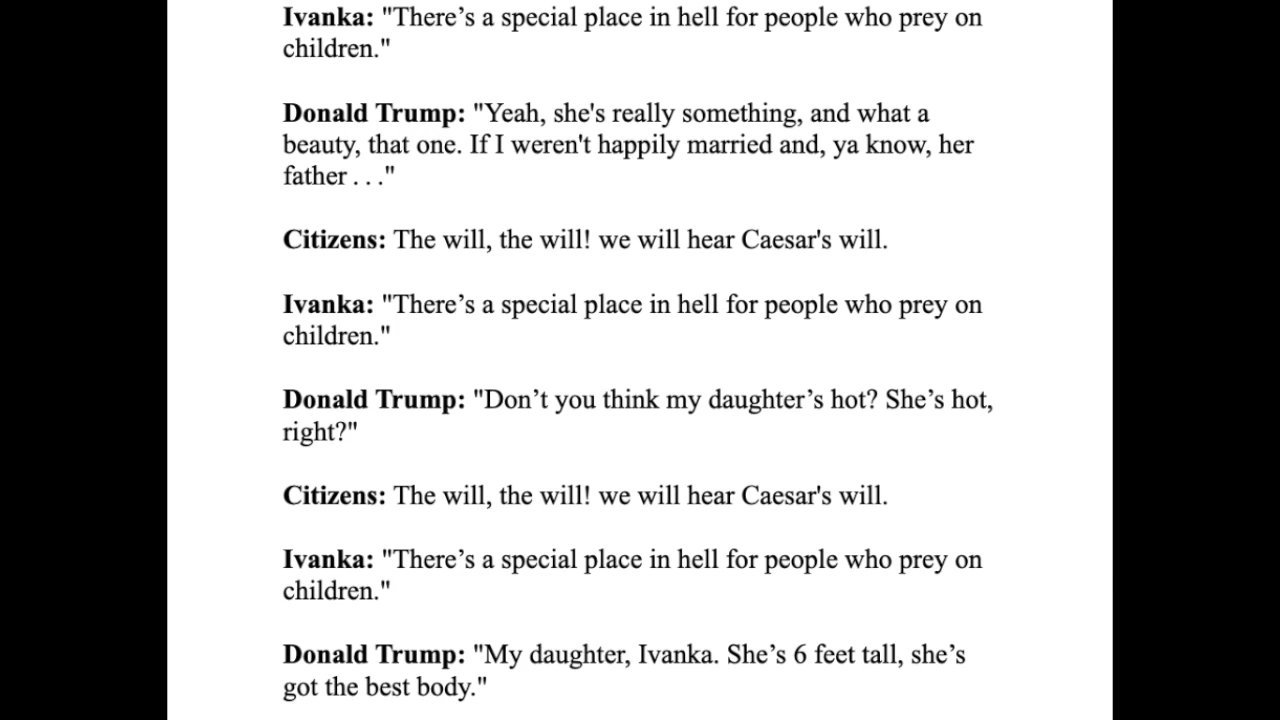 Ivanka: "There’s a special place in hell for people who prey on
children."
Donald Trump: "Yeah, she's really something, and what a
beauty, that one. If I weren't happily married and, ya know, her
father . . ."
Citizens: The will, the will! we will hear Caesar's will.
Ivanka: "There’s a special place in hell for people who prey on
children."
Donald Trump: "Don’t you think my daughter’s hot? She’s hot,
right?"
Citizens: The will, the will! we will hear Caesar's will.
Ivanka: "There’s a special place in hell for people who prey on
children."
Donald Trump: "My daughter, Ivanka. She’s 6 feet tall, she’s
got the best body."